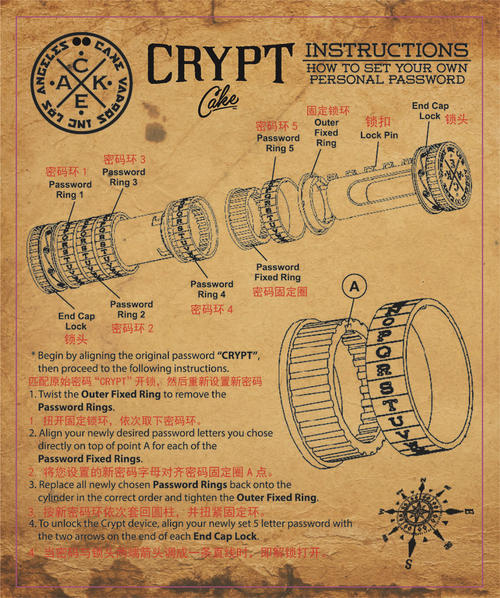 LOS ANGELES CAKE VAPORS INC
C
A K
E
CRYPT
Cake
INSTRUCTIONS
HOW TO SET YOUR OWN
PERSONAL PASSWORD
密码环 1
Password
Ring 1
密码环 3
Password
Ring 3
密码环 5
Password
Ring 5
固定锁环
Outer
Fixed
Ring
锁扣
Lock Pin
End Cap
Lock
锁头
End Cap
Lock
锁头
Password
Ring 2
密码环 2
Password
Ring 4
密码环 4
Password
Fixed Ring
密码固定圈
A
N
O
P
Q
R
S
T
U
V
* Begin by aligning the original password "CRYPT",
then proceed to the following instructions.
匹配原始密码 "CRYPT" 开锁，然后重新设置新密码
1. Twist the Outer Fixed Ring to remove the
Password Rings.
1. 扭开固定锁环，依次取下密码环。
2. Align your newly desired password letters you chose
directly on top of point A for each of the
Password Fixed Rings.
2. 将您设置的新密码字母对齐密码固定圈 A 点。
3. Replace all newly chosen Password Rings back onto the
cylinder in the correct order and tighten the Outer Fixed Ring.
3. 按新密码环依次套回圆柱，并扭紧固定环。
4. To unlock the Crypt device, align your newly set 5 letter password with
the two arrows on the end of each End Cap Lock.
4. 当密码与锁头两端箭头调成一条直线时，即解锁打开
N
E
S